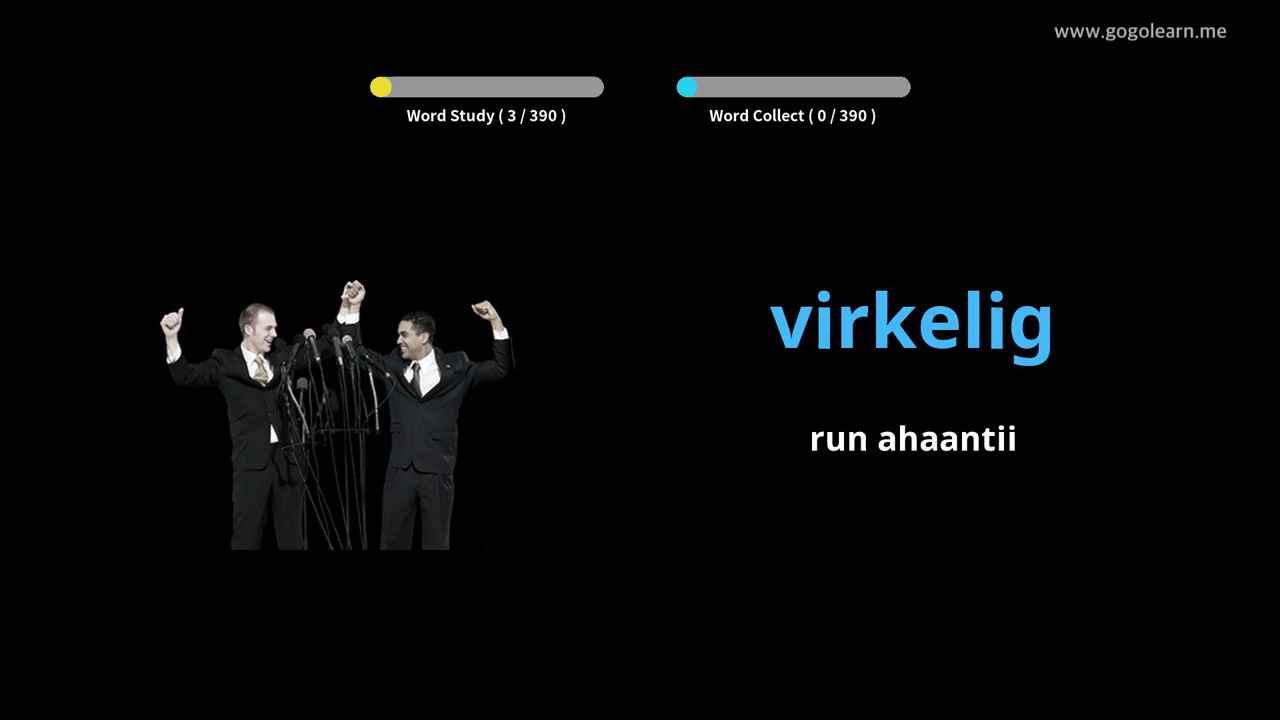 www.gogolearn.me
Word Study ( 3 / 390 )
Word Collect ( 0 / 390 )
virkelig
run ahaantii